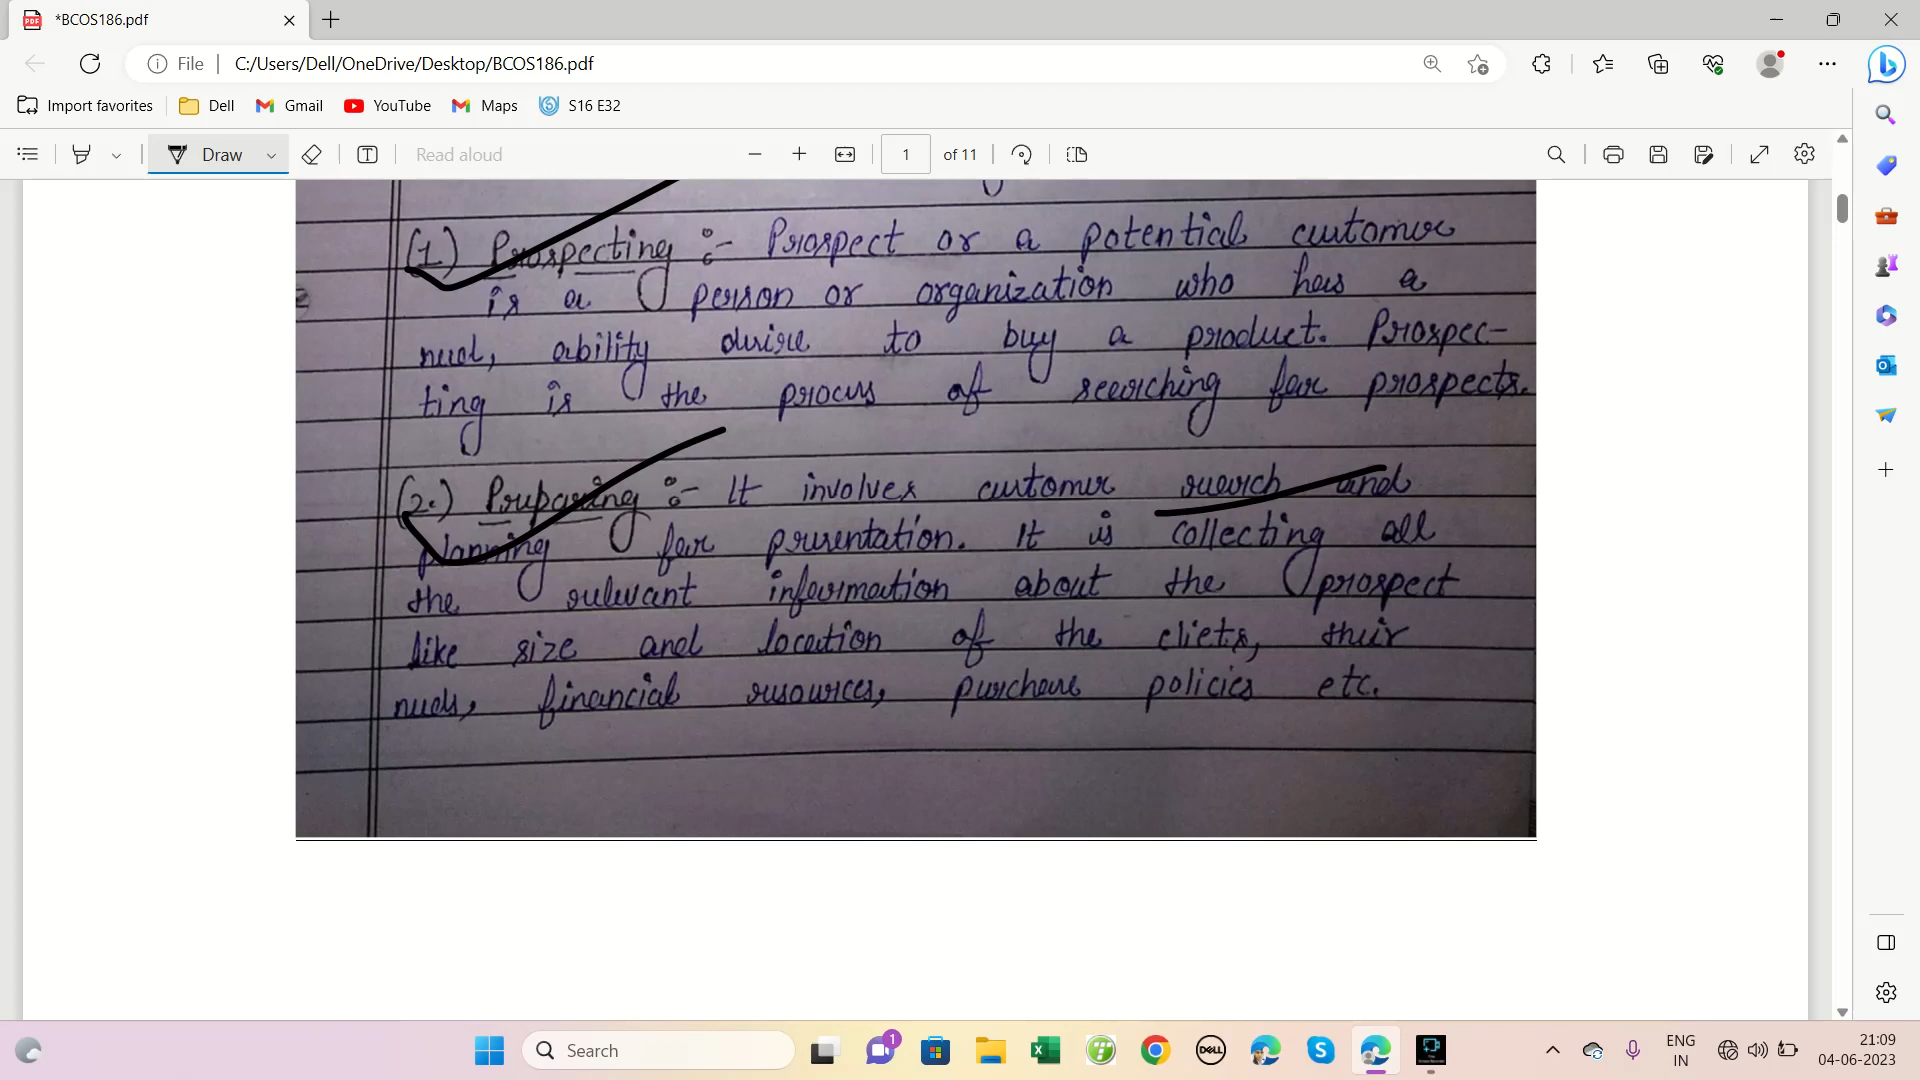 *BCOS186.pdf
File C:/Users/Dell/OneDrive/Desktop/BCOS186.pdf
Import favorites Dell Gmail YouTube Maps S16 E32
Draw Read aloud 1 of 11
(1) Prospecting :- Prospect or a potential customer
is a person or organization who has a
need, ability desire to buy a product. Prospec-
ting is the process of searching for prospects.
(2.) Preparing :- It involves customer research and
planning for presentation. It is collecting all
the relevant information about the prospect
like size and location of the cliets, their
needs, financial resources, purchase policies etc.
Search
1
DELL
ENG
IN
21:09
04-06-2023